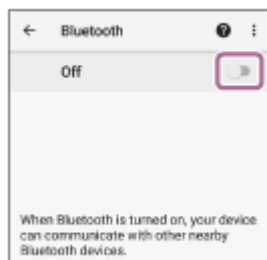 Bluetooth
Off
When Bluetooth is turned on, your device
can communicate with other nearby
Bluetooth devices.